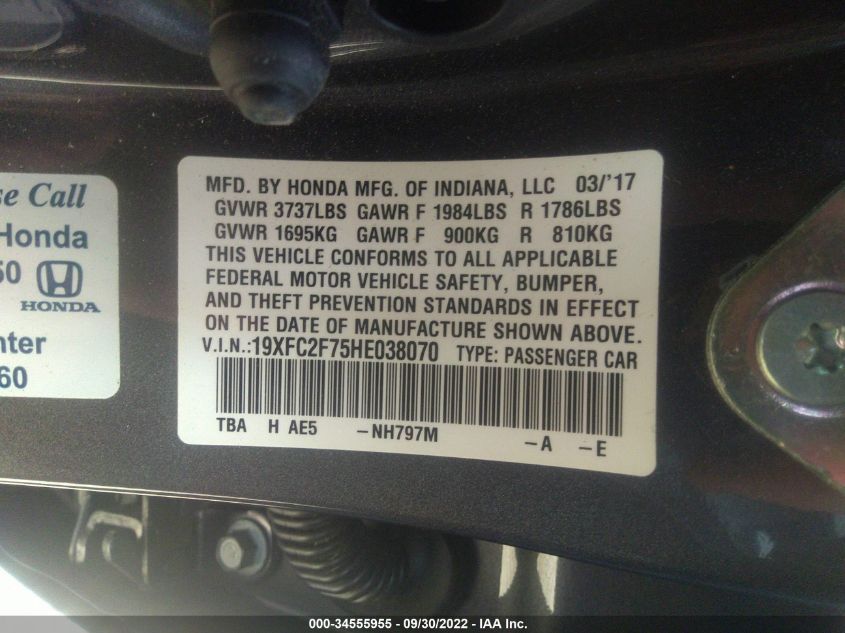 se Call
Honda
50
HONDA
nter
60
MFD. BY HONDA MFG. OF INDIANA, LLC 03/'17
GVWR 3737LBS GAWR F 1984LBS R 1786LBS
GVWR 1695KG GAWR F 900KG R 810KG
THIS VEHICLE CONFORMS TO ALL APPLICABLE
FEDERAL MOTOR VEHICLE SAFETY, BUMPER,
AND THEFT PREVENTION STANDARDS IN EFFECT
ON THE DATE OF MANUFACTURE SHOWN ABOVE.
V.I.N.:19XFC2F75HE038070 TYPE: PASSENGER CAR
TBA H AE5 -NH797M -A -E
000-34555955 - 09/30/2022 - IAA Inc.